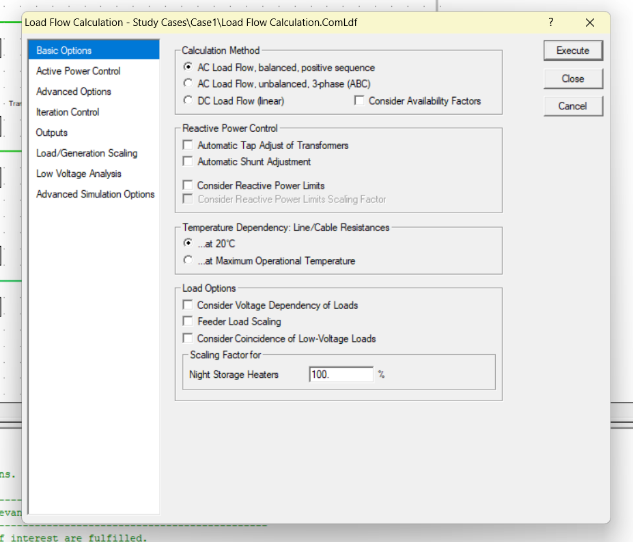 Load Flow Calculation - Study Cases\Case1\Load Flow Calculation.ComLdf ? ×
Basic Options
Active Power Control
Advanced Options
Iteration Control
Outputs
Load/Generation Scaling
Low Voltage Analysis
Advanced Simulation Options
Calculation Method
AC Load Flow, balanced, positive sequence
AC Load Flow, unbalanced, 3-phase (ABC)
DC Load Flow (linear) Consider Availability Factors
Reactive Power Control
Automatic Tap Adjust of Transformers
Automatic Shunt Adjustment
Consider Reactive Power Limits
Consider Reactive Power Limits Scaling Factor
Temperature Dependency: Line/Cable Resistances
...at 20°C
...at Maximum Operational Temperature
Load Options
Consider Voltage Dependency of Loads
Feeder Load Scaling
Consider Coincidence of Low-Voltage Loads
Scaling Factor for
Night Storage Heaters 100. %
Execute
Close
Cancel
Tra
ns.
evan
f interest are fulfilled.